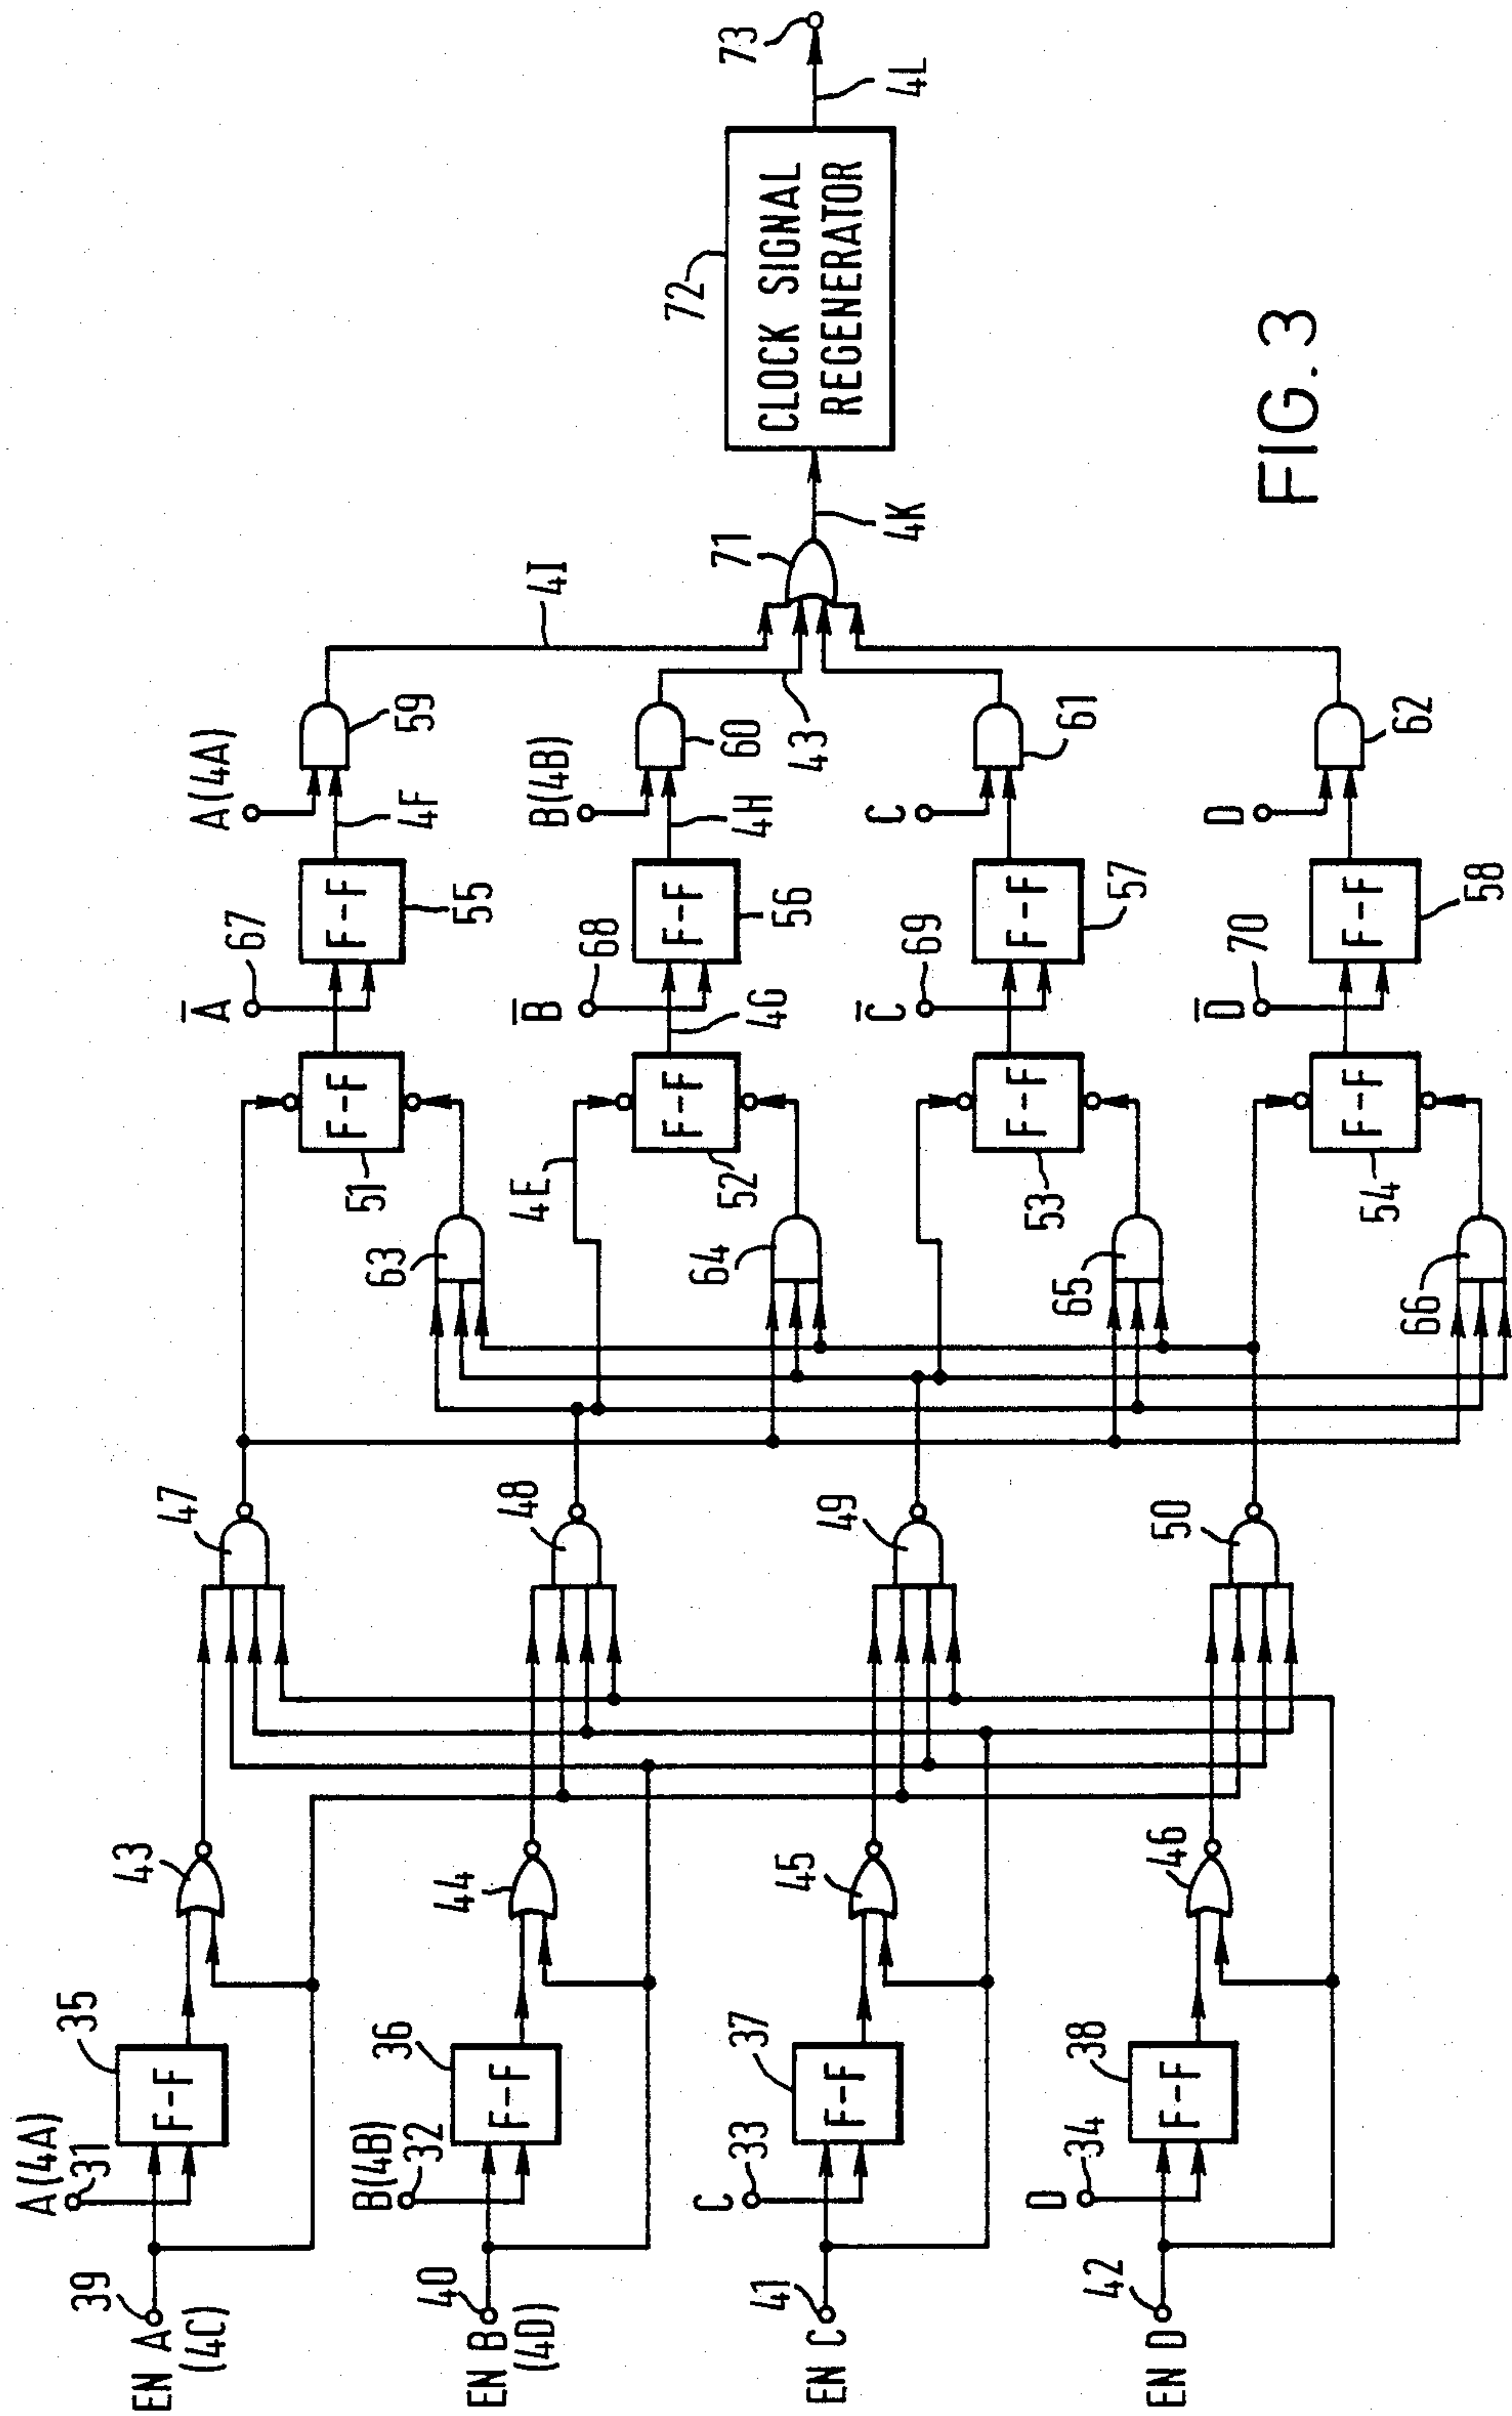 EN A
(4C)
39
A(4A)
31
35
F-F
43
47
51
F-F
63
Ā
67
F-F
55
4F
A(4A)
59
4I
EN B
(4D)
40
B(4B)
32
36
F-F
44
48
4E
52
F-F
64
B̄
68
4G
F-F
56
4H
B(4B)
60
43
71
4K
72
CLOCK SIGNAL
REGENERATOR
4L
73
EN C
41
C
33
37
F-F
45
49
53
F-F
65
C̄
69
F-F
57
C
61
EN D
42
D
34
38
F-F
46
50
54
F-F
66
D̄
70
F-F
58
D
62
FIG. 3